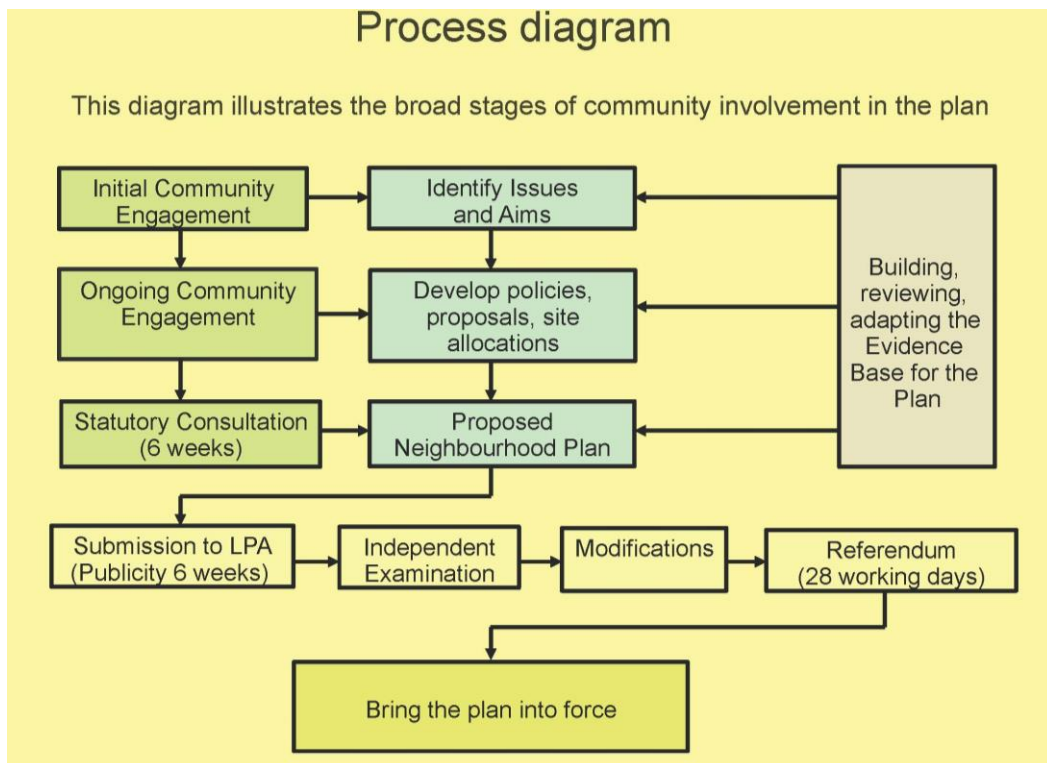 Process diagram
This diagram illustrates the broad stages of community involvement in the plan
Initial Community
Engagement
Identify Issues
and Aims
Ongoing Community
Engagement
Develop policies,
proposals, site
allocations
Building,
reviewing,
adapting the
Evidence
Base for the
Plan
Statutory Consultation
(6 weeks)
Proposed
Neighbourhood Plan
Submission to LPA
(Publicity 6 weeks)
Independent
Examination
Modifications
Referendum
(28 working days)
Bring the plan into force